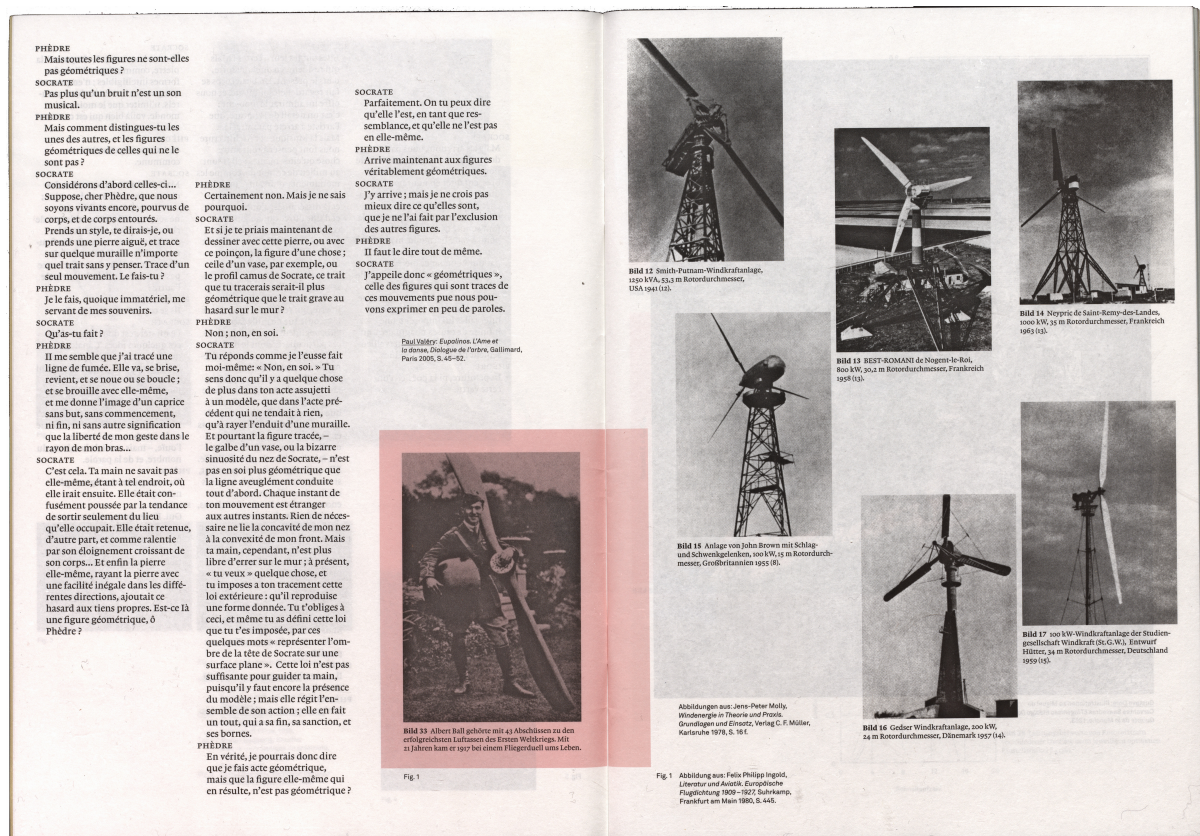 PHÈDRE
Mais toutes les figures ne sont-elles
pas géométriques ?
SOCRATE
Pas plus qu'un bruit n'est un son
musical.
PHÈDRE
Mais comment distingues-tu les
unes des autres, et les figures
géométriques de celles qui ne le
sont pas ?
SOCRATE
Considérons d'abord celles-ci...
Suppose, cher Phèdre, que nous
soyons vivants encore, pourvus de
corps, et de corps entourés.
Prends un style, te dirais-je, ou
prends une pierre aiguë, et trace
sur quelque muraille n'importe
quel trait sans y penser. Trace d'un
seul mouvement. Le fais-tu ?
PHÈDRE
Je le fais, quoique immatériel, me
servant de mes souvenirs.
SOCRATE
Qu'as-tu fait ?
PHÈDRE
II me semble que j'ai tracé une
ligne de fumée. Elle va, se brise,
revient, et se noue ou se boucle ;
et se brouille avec elle-même,
et me donne l'image d'un caprice
sans but, sans commencement,
ni fin, ni sans autre signification
que la liberté de mon geste dans le
rayon de mon bras...
SOCRATE
C'est cela. Ta main ne savait pas
elle-même, étant à tel endroit, où
elle irait ensuite. Elle était con-
fusément poussée par la tendance
de sortir seulement du lieu
qu'elle occupait. Elle était retenue,
d'autre part, et comme ralentie
par son éloignement croissant de
son corps... Et enfin la pierre
elle-même, rayant la pierre avec
une facilité inégale dans les diffé-
rentes directions, ajoutait ce
hasard aux tiens propres. Est-ce là
une figure géométrique, ô
Phèdre ?
PHÈDRE
Certainement non. Mais je ne sais
pourquoi.
SOCRATE
Et si je te priais maintenant de
dessiner avec cette pierre, ou avec
ce poinçon, la figure d'une chose ;
ceile d'un vase, par exemple, ou
le profil camus de Socrate, ce trait
que tu tracerais serait-il plus
géométrique que le trait grave au
hasard sur le mur ?
PHÈDRE
Non ; non, en soi.
SOCRATE
Tu réponds comme je l'eusse fait
moi-même: « Non, en soi. » Tu
sens donc qu'il y a quelque chose
de plus dans ton acte assujetti
à un modèle, que dans l'acte pré-
cédent qui ne tendait à rien,
qu'à rayer l'enduit d'une muraille.
Et pourtant la figure tracée, –
le galbe d'un vase, ou la bizarre
sinuosité du nez de Socrate, – n'est
pas en soi plus géométrique que
la ligne aveuglément conduite
tout d'abord. Chaque instant de
ton mouvement est étranger
aux autres instants. Rien de néces-
saire ne lie la concavité de mon nez
à la convexité de mon front. Mais
ta main, cependant, n'est plus
libre d'errer sur le mur ; à présent,
« tu veux » quelque chose, et
tu imposes a ton tracement cette
loi extérieure : qu'il reproduise
une forme donnée. Tu t'obliges à
ceci, et même tu as défini cette loi
que tu t'es imposée, par ces
quelques mots « représenter l'om-
bre de la tête de Socrate sur une
surface plane ». Cette loi n'est pas
suffisante pour guider ta main,
puisqu'il y faut encore la présence
du modèle ; mais elle régit l'en-
semble de son action ; elle en fait
un tout, qui a sa fin, sa sanction, et
ses bornes.
PHÈDRE
En vérité, je pourrais donc dire
que je fais acte géométrique,
mais que la figure elle-même qui
en résulte, n'est pas géométrique ?
SOCRATE
Parfaitement. On tu peux dire
qu'elle l'est, en tant que res-
semblance, et qu'elle ne l'est pas
en elle-même.
PHÈDRE
Arrive maintenant aux figures
véritablement géométriques.
SOCRATE
J'y arrive ; mais je ne crois pas
mieux dire ce qu'elles sont,
que je ne l'ai fait par l'exclusion
des autres figures.
PHÈDRE
Il faut le dire tout de même.
SOCRATE
J'appeile donc « géométriques »,
celle des figures qui sont traces de
ces mouvements pue nous pou-
vons exprimer en peu de paroles.
Paul Valéry: Eupalinos. L'Ame et
la danse, Dialogue de l'arbre, Gallimard,
Paris 2005, S. 45–52.
Bild 33 Albert Ball gehörte mit 43 Abschüssen zu den
erfolgreichsten Luftassen des Ersten Weltkriegs. Mit
21 Jahren kam er 1917 bei einem Fliegerduell ums Leben.
Fig. 1
Bild 12 Smith-Putnam-Windkraftanlage,
1250 kVA, 53,3 m Rotordurchmesser,
USA 1941 (12).
Bild 13 BEST-ROMANI de Nogent-le-Roi,
800 kW, 30,2 m Rotordurchmesser, Frankreich
1958 (13).
Bild 14 Neypric de Saint-Remy-des-Landes,
1000 kW, 35 m Rotordurchmesser, Frankreich
1963 (13).
Bild 15 Anlage von John Brown mit Schlag-
und Schwenkgelenken, 100 kW, 15 m Rotordurch-
messer, Großbritannien 1955 (8).
Bild 17 100 kW-Windkraftanlage der Studien-
gesellschaft Windkraft (St.G.W.), Entwurf
Hütter, 34 m Rotordurchmesser, Deutschland
1959 (15).
Bild 16 Gedser Windkraftanlage, 200 kW,
24 m Rotordurchmesser, Dänemark 1957 (14).
Abbildungen aus: Jens-Peter Molly,
Windenergie in Theorie und Praxis.
Grundlagen und Einsatz, Verlag C. F. Müller,
Karlsruhe 1978, S. 16 f.
Fig. 1 Abbildung aus: Felix Philipp Ingold,
Literatur und Aviatik. Europäische
Flugdichtung 1909–1927, Suhrkamp,
Frankfurt am Main 1980, S. 445.